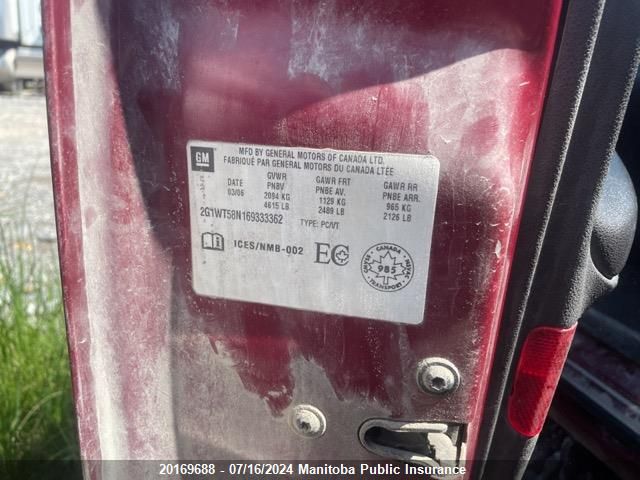 GM
MFD BY GENERAL MOTORS OF CANADA LTD.
FABRIQUÉ PAR GENERAL MOTORS DU CANADA LTÉE
DATE GVWR GAWR FRT GAWR RR
PNBV PNBE AV. PNBE ARR.
03/06 2094 KG 1129 KG 965 KG
4615 LB 2489 LB 2126 LB
2G1WT58N169333362 TYPE: PC/VT
ICES/NMB-002 EC
CANADA
985
TRANSPORT
20169688 - 07/16/2024 Manitoba Public Insurance